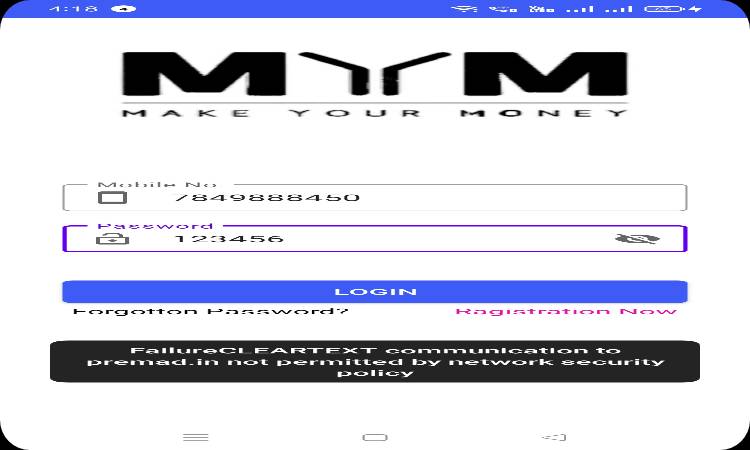 4:18
MYM
MAKE YOUR MONEY
Mobile No
7849888450
Password
123456
LOGIN
Forgotton Password?
Ragistration Now
FailureCLEARTEXT communication to
premad.in not permitted by network security
policy